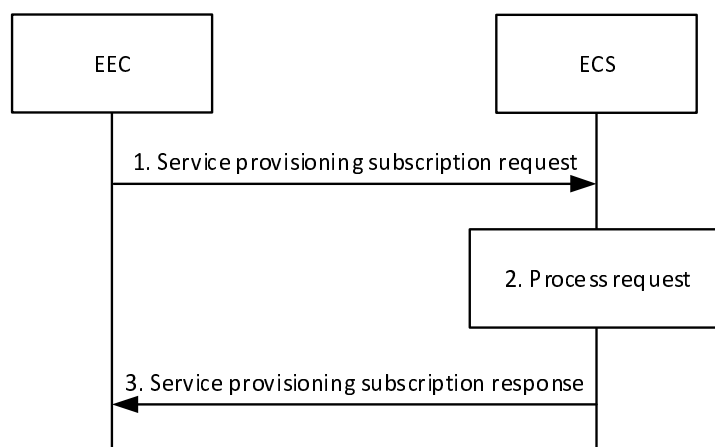 EEC
ECS
1. Service provisioning subscription request
2. Process request
3. Service provisioning subscription response